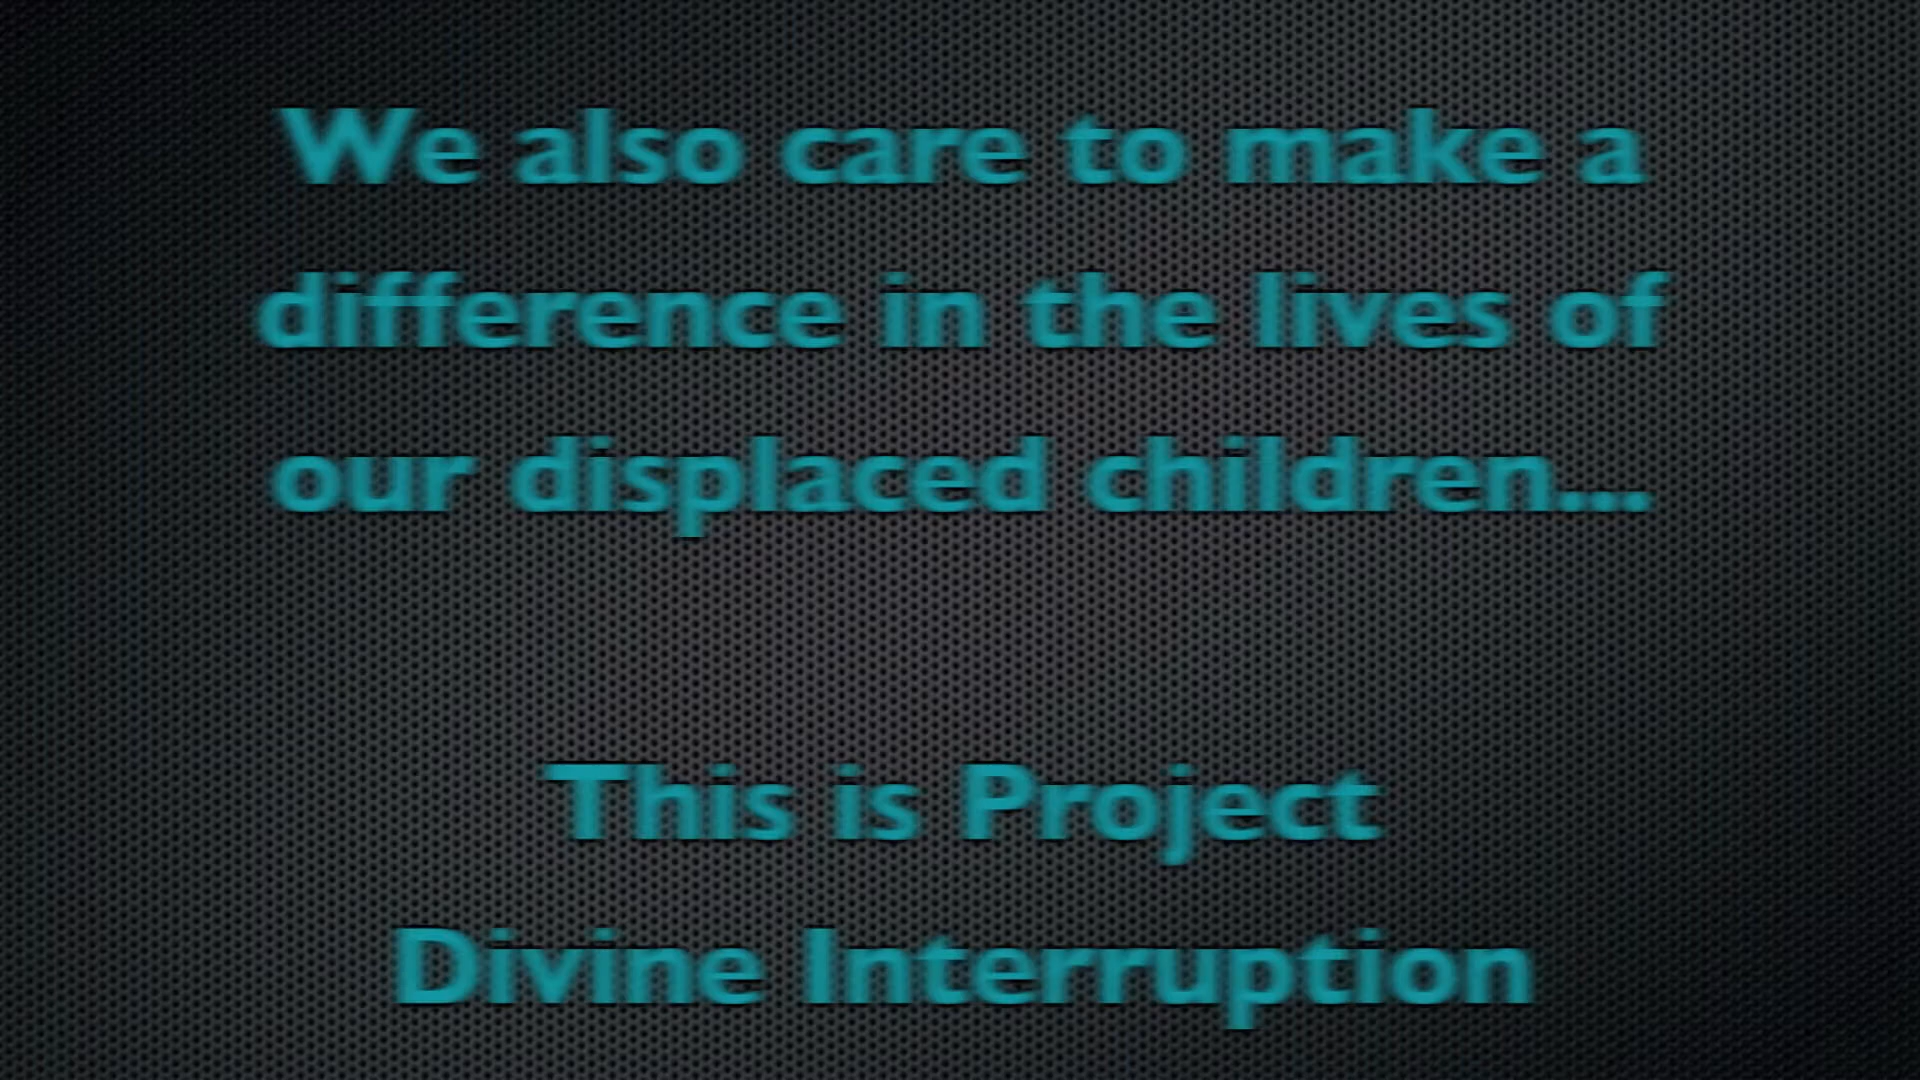 We also care to make a
difference in the lives of
our displaced children...
This is Project
Divine Interruption